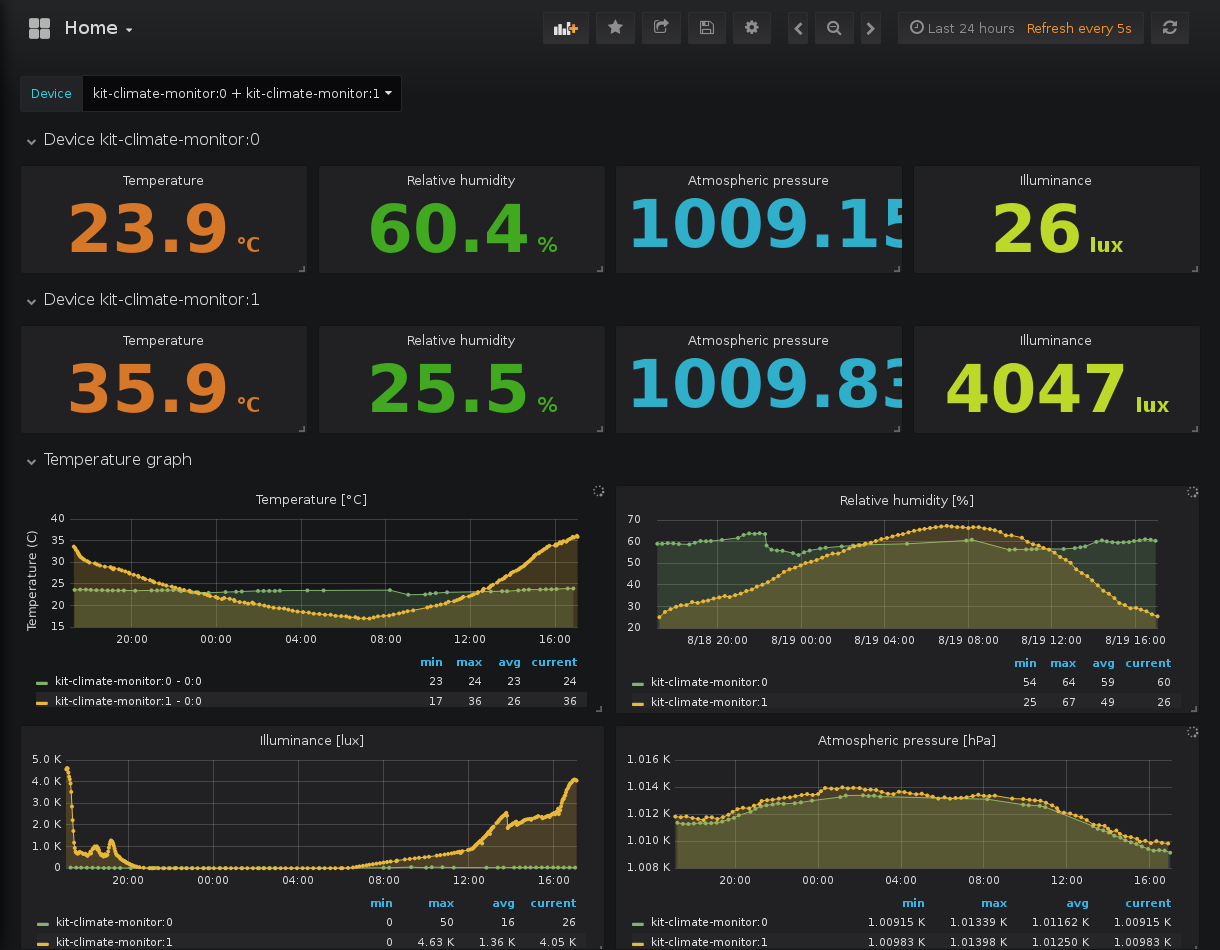 Home
Last 24 hours Refresh every 5s
Device kit-climate-monitor:0 + kit-climate-monitor:1
Device kit-climate-monitor:0
Temperature Relative humidity Atmospheric pressure Illuminance
23.9 °C 60.4 % 1009.15 26 lux
Device kit-climate-monitor:1
Temperature Relative humidity Atmospheric pressure Illuminance
35.9 °C 25.5 % 1009.83 4047 lux
Temperature graph
Temperature [°C]
Temperature (C)
40
35
30
25
20
15
20:00 00:00 04:00 08:00 12:00 16:00
min max avg current
kit-climate-monitor:0 - 0:0 23 24 23 24
kit-climate-monitor:1 - 0:0 17 36 26 36
Relative humidity [%]
70
60
50
40
30
20
8/18 20:00 8/19 00:00 8/19 04:00 8/19 08:00 8/19 12:00 8/19 16:00
min max avg current
kit-climate-monitor:0 54 64 59 60
kit-climate-monitor:1 25 67 49 26
Illuminance [lux]
5.0 K
4.0 K
3.0 K
2.0 K
1.0 K
0
20:00 00:00 04:00 08:00 12:00 16:00
min max avg current
kit-climate-monitor:0 0 50 16 26
kit-climate-monitor:1 0 4.63 K 1.36 K 4.05 K
Atmospheric pressure [hPa]
1.016 K
1.014 K
1.012 K
1.010 K
1.008 K
20:00 00:00 04:00 08:00 12:00 16:00
min max avg current
kit-climate-monitor:0 1.00915 K 1.01339 K 1.01162 K 1.00915 K
kit-climate-monitor:1 1.00983 K 1.01398 K 1.01250 K 1.00983 K